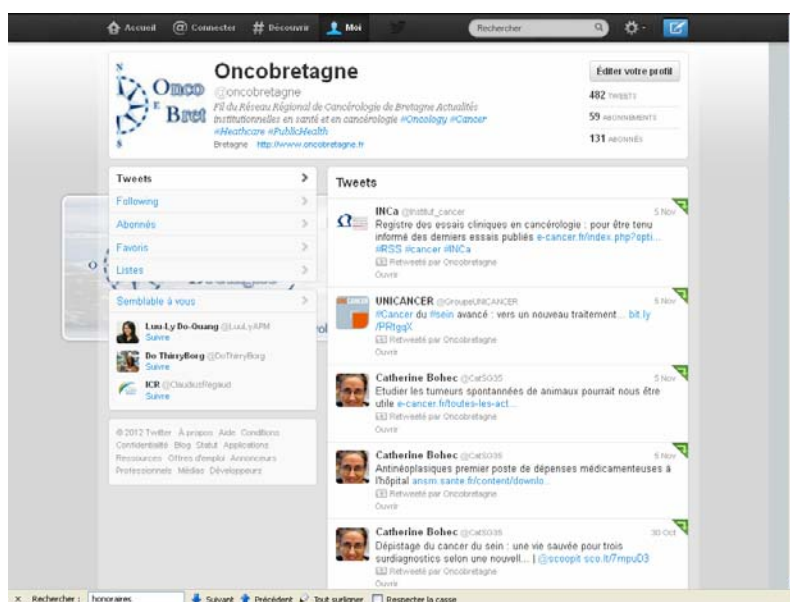 Accueil @ Connecter # Découvrir Moi Rechercher
N
Onco
E
Bret
S
Oncobretagne
@oncobretagne
Fil du Réseau Régional de Cancérologie de Bretagne Actualités
institutionnelles en santé et en cancérologie #Oncology #Cancer
#Heathcare #PublicHealth
Bretagne http://www.oncobretagne.fr
Éditer votre profil
482 TWEETS
59 ABONNEMENTS
131 ABONNÉS
Tweets
Following
Abonnés
Favoris
Listes
Semblable à vous
Luu-Ly Do-Quang @LuuLyAPM
Suivre
Do ThirryBorg @DoThierryBorg
Suivre
ICR @ClaudiusRegaud
Suivre
©2012 Twitter À propos Aide Conditions
Confidentialité Blog Statut Applications
Ressources Offres d'emploi Annonceurs
Professionnels Médias Développeurs
Tweets
INCa @Institut_cancer 5 Nov
Registre des essais cliniques en cancérologie : pour être tenu
informé des derniers essais publiés e-cancer.fr/index.php?opti...
#RSS #cancer #INCa
Retweeté par Oncobretagne
Ouvrir
UNICANCER @GroupeUNICANCER 5 Nov
#Cancer du #sein avancé : vers un nouveau traitement... bit.ly
/PRtgqX
Retweeté par Oncobretagne
Ouvrir
Catherine Bohec @CatSG35 5 Nov
Etudier les tumeurs spontannées de animaux pourrait nous être
utile e-cancer.fr/toutes-les-act...
Retweeté par Oncobretagne
Ouvrir
Catherine Bohec @CatSG35 5 Nov
Antinéoplasiques premier poste de dépenses médicamenteuses à
l'hôpital ansm.sante.fr/content/downlo...
Retweeté par Oncobretagne
Ouvrir
Catherine Bohec @CatSG35 30 Oct
Dépistage du cancer du sein : une vie sauvée pour trois
surdiagnostics selon une nouvell... | @scoopit sco.lt/7mpuD3
Retweeté par Oncobretagne
Ouvrir
× Rechercher : honoraires Suivant Précédent Tout surligner Respecter la casse